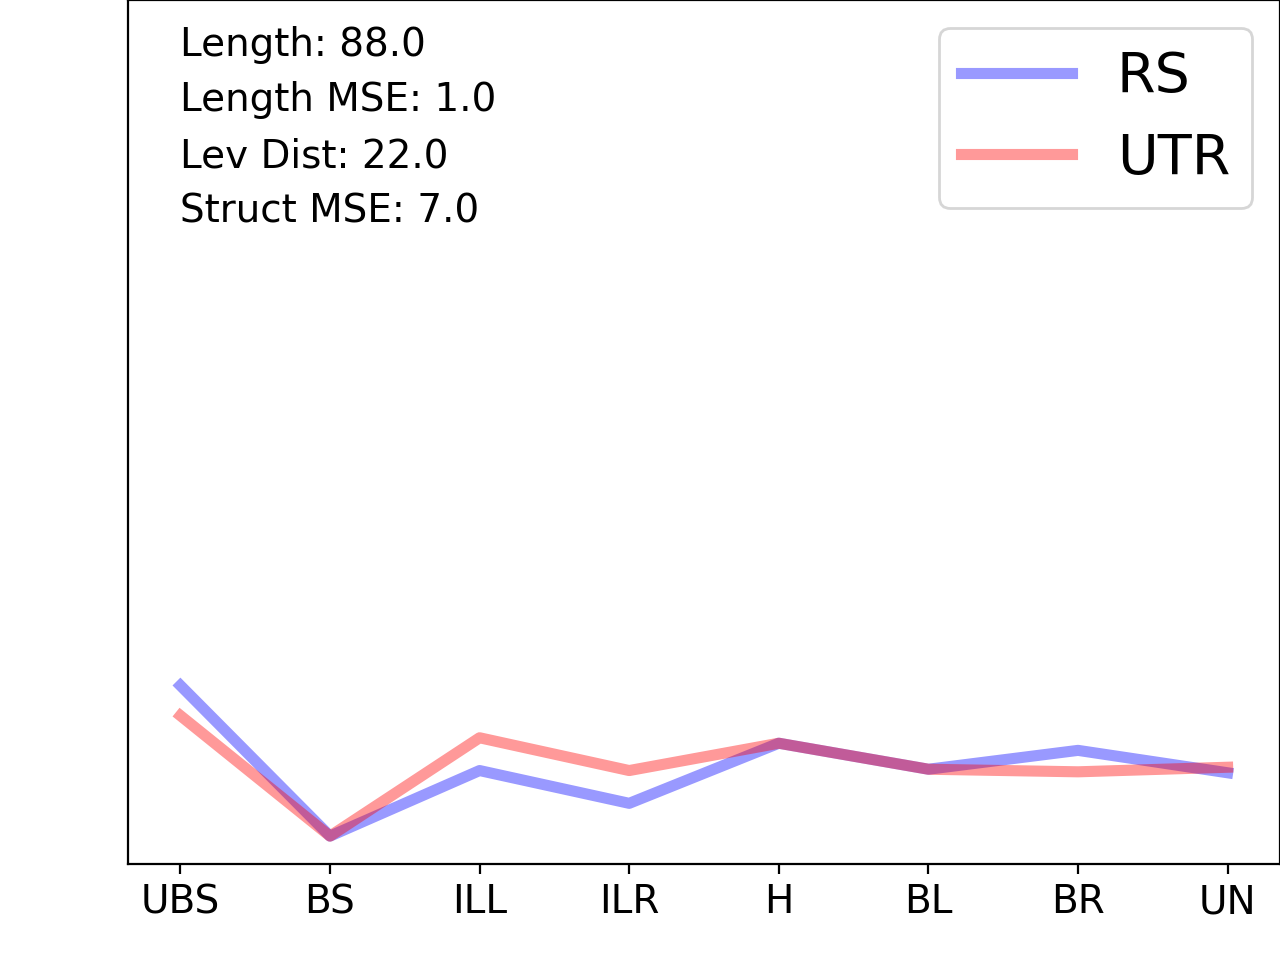 Length: 88.0
Length MSE: 1.0
Lev Dist: 22.0
Struct MSE: 7.0
RS
UTR
UBS BS ILL ILR H BL BR UN